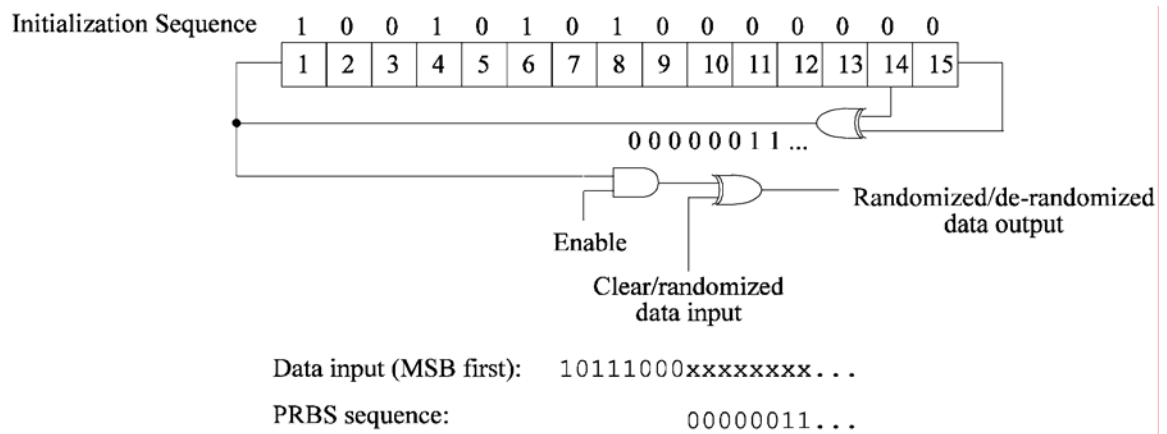 Initialization Sequence 1 0 0 1 0 1 0 1 0 0 0 0 0 0 0
1 2 3 4 5 6 7 8 9 10 11 12 13 14 15
0 0 0 0 0 0 1 1 ...
Enable
Clear/randomized
data input
Randomized/de-randomized
data output
Data input (MSB first): 10111000xxxxxxxx...
PRBS sequence: 00000011...